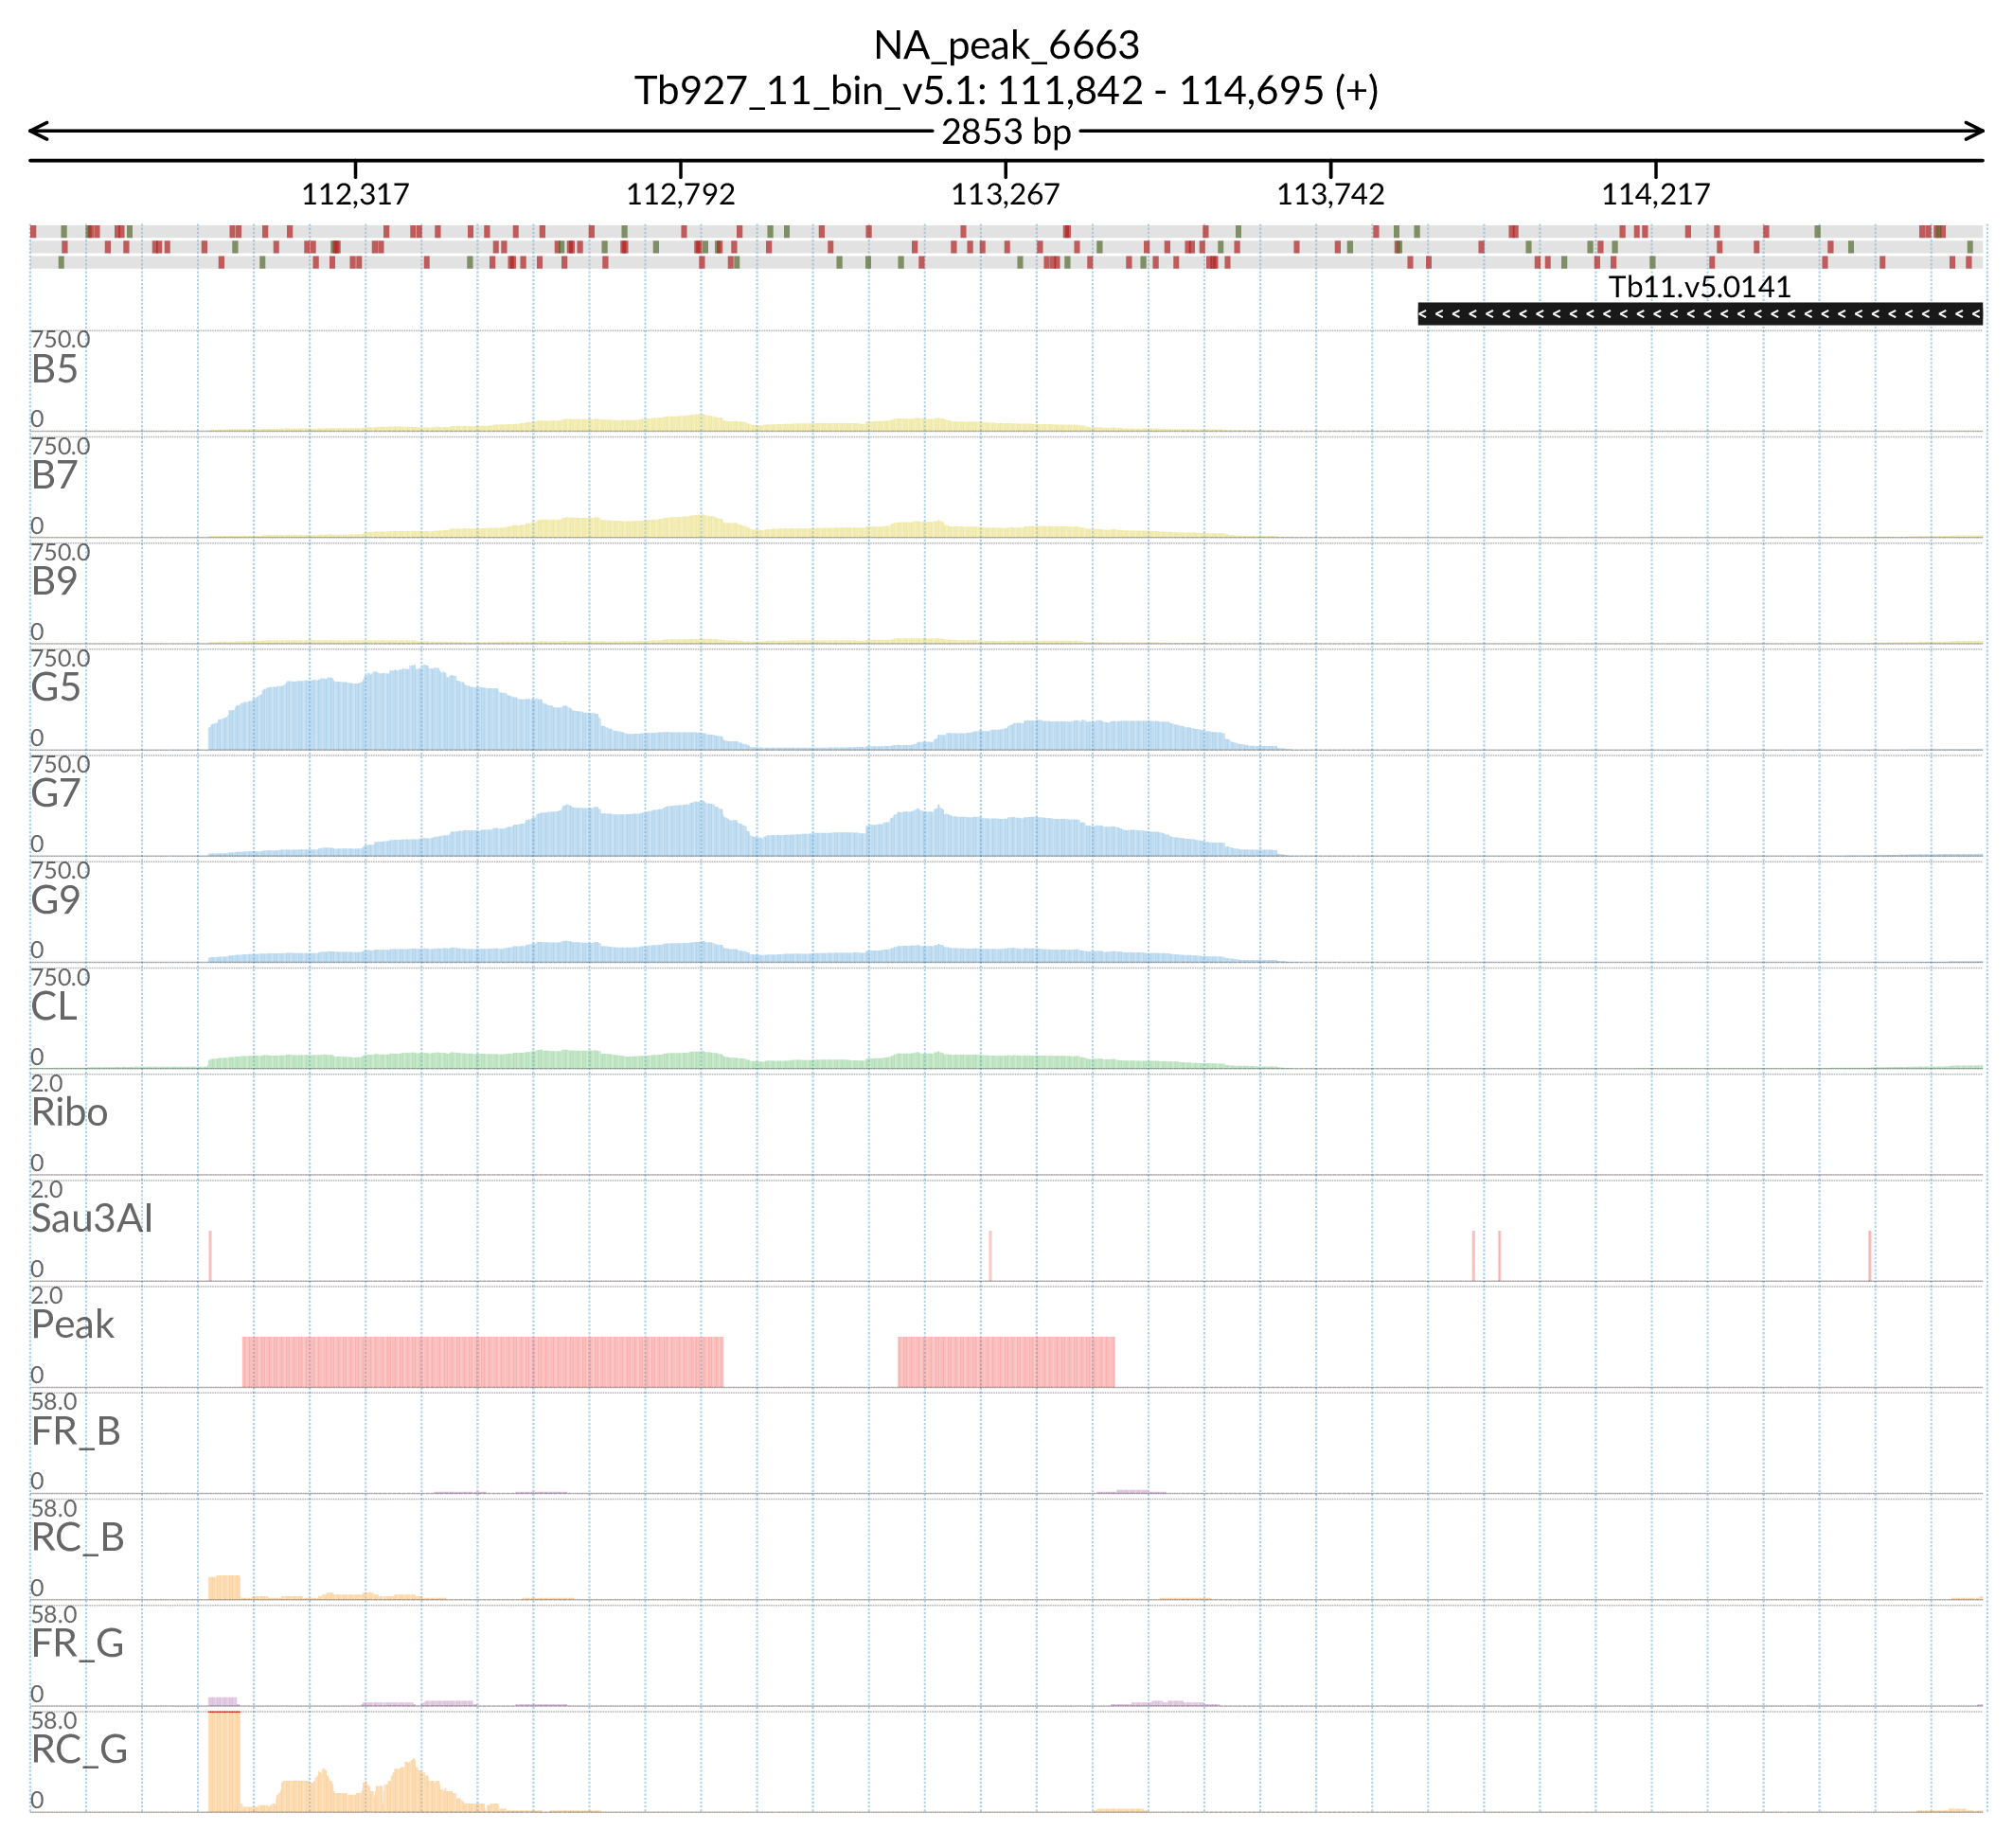 NA_peak_6663
Tb927_11_bin_v5.1: 111,842 - 114,695 (+)
2853 bp
112,317 112,792 113,267 113,742 114,217
Tb11.v5.0141
750.0
B5
0
750.0
B7
0
750.0
B9
0
750.0
G5
0
750.0
G7
0
750.0
G9
0
750.0
CL
0
2.0
Ribo
0
2.0
Sau3AI
0
2.0
Peak
0
58.0
FR_B
0
58.0
RC_B
0
58.0
FR_G
0
58.0
RC_G
0